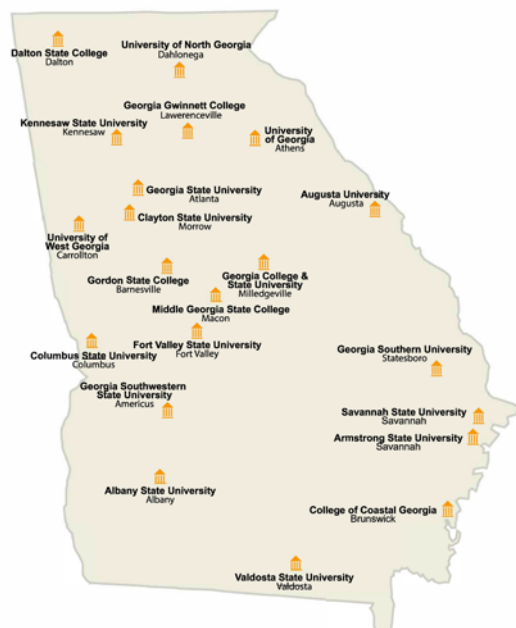 Dalton State College
Dalton
University of North Georgia
Dahlonega
Georgia Gwinnett College
Lawerenceville
Kennesaw State University
Kennesaw
University
of Georgia
Athens
Georgia State University
Atlanta
Augusta University
Augusta
Clayton State University
Morrow
University of
West Georgia
Carrollton
Gordon State College
Barnesville
Georgia College &
State University
Milledgeville
Middle Georgia State College
Macon
Fort Valley State University
Fort Valley
Columbus State University
Columbus
Georgia Southern University
Statesboro
Georgia Southwestern
State University
Americus
Savannah State University
Savannah
Armstrong State University
Savannah
Albany State University
Albany
College of Coastal Georgia
Brunswick
Valdosta State University
Valdosta